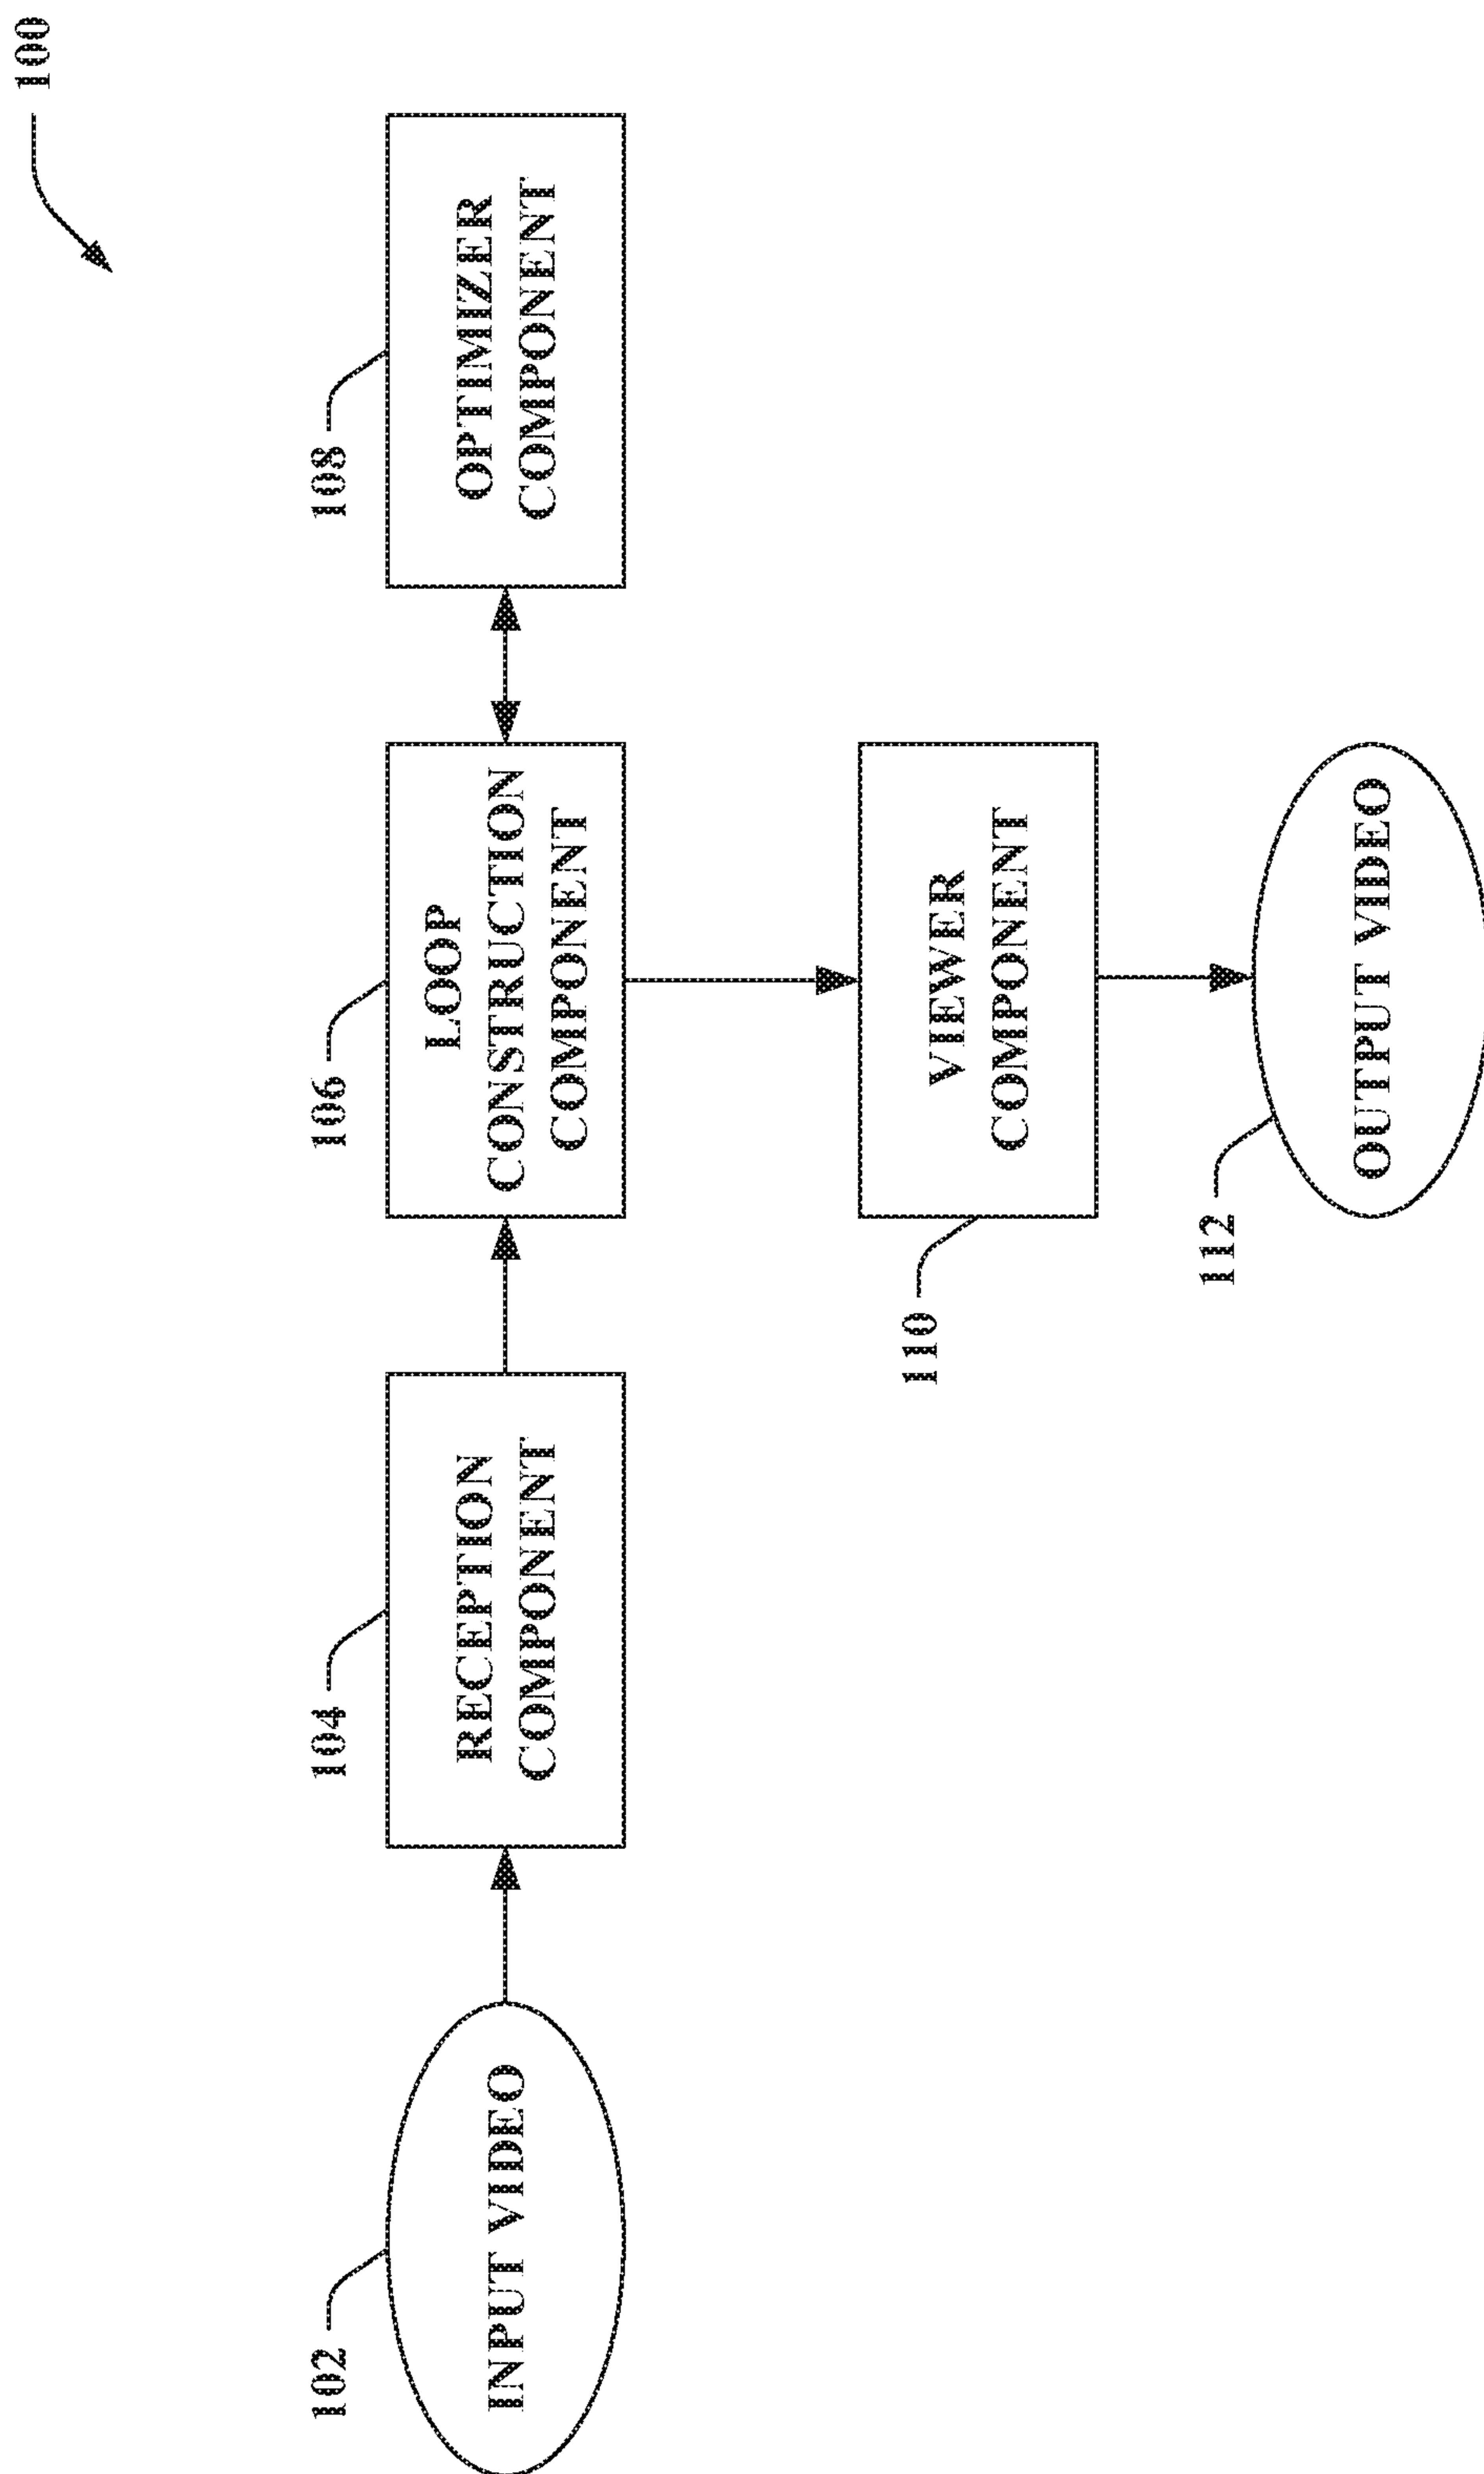 100
102
INPUT VIDEO
104
RECEPTION
COMPONENT
106
LOOP
CONSTRUCTION
COMPONENT
108
OPTIMIZER
COMPONENT
110
VIEWER
COMPONENT
112
OUTPUT VIDEO